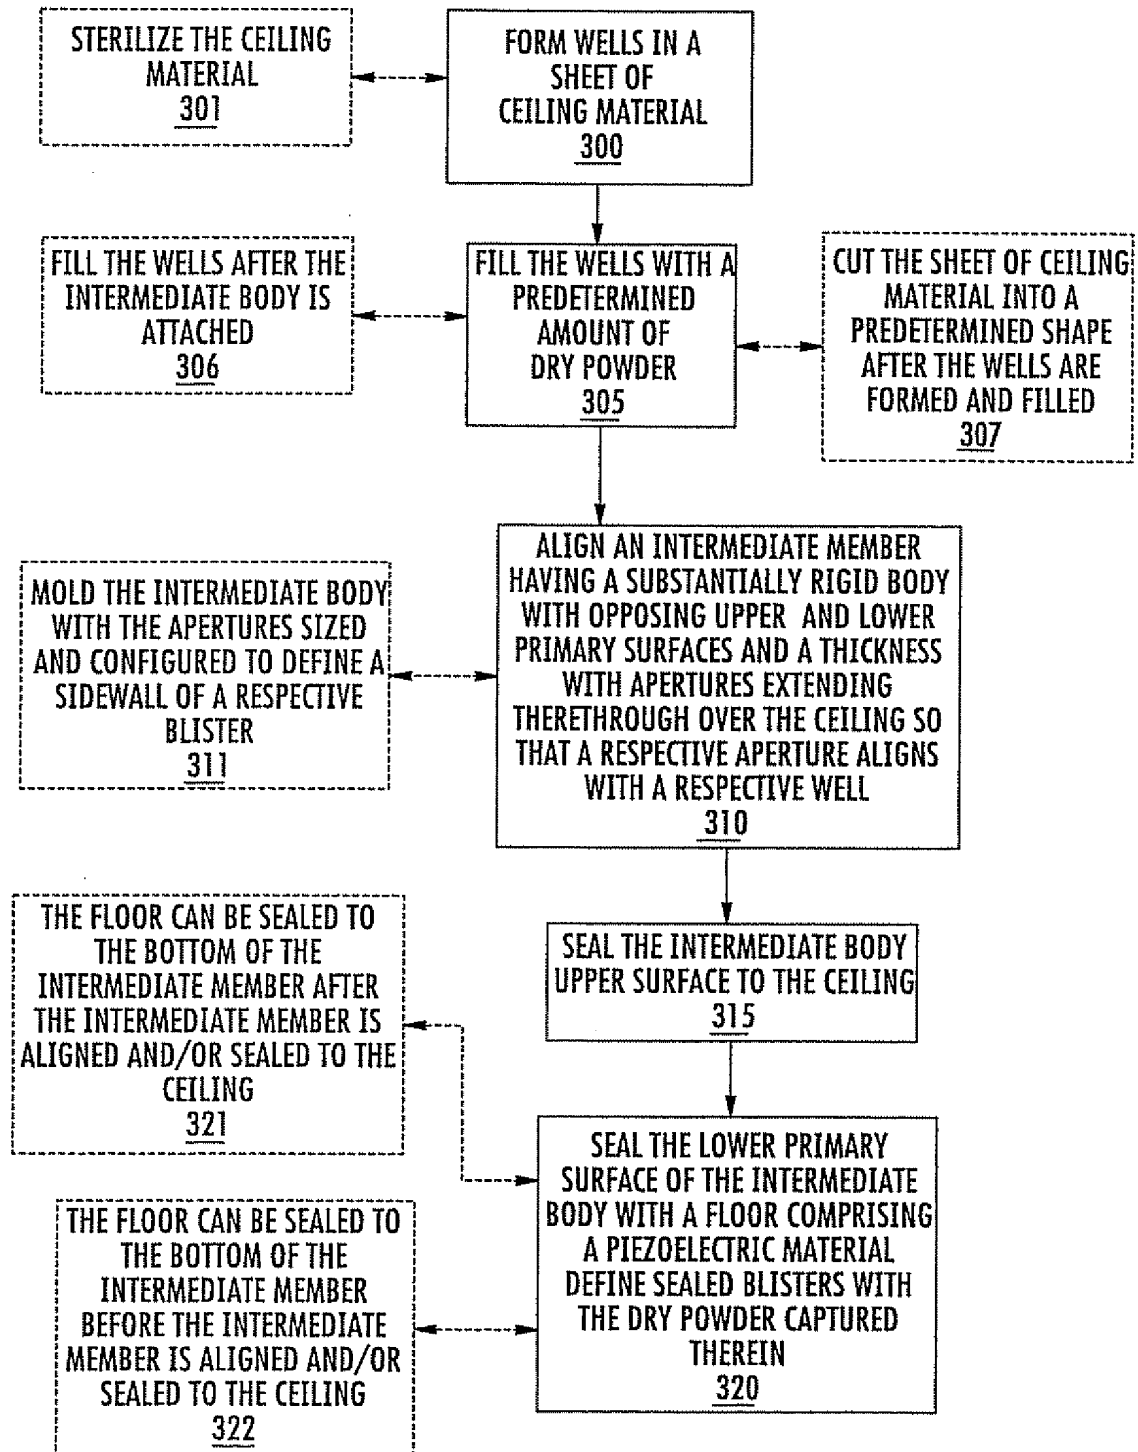 STERILIZE THE CEILING
MATERIAL
301
FORM WELLS IN A
SHEET OF
CEILING MATERIAL
300
FILL THE WELLS AFTER THE
INTERMEDIATE BODY IS
ATTACHED
306
FILL THE WELLS WITH A
PREDETERMINED
AMOUNT OF
DRY POWDER
305
CUT THE SHEET OF CEILING
MATERIAL INTO A
PREDETERMINED SHAPE
AFTER THE WELLS ARE
FORMED AND FILLED
307
MOLD THE INTERMEDIATE BODY
WITH THE APERTURES SIZED
AND CONFIGURED TO DEFINE A
SIDEWALL OF A RESPECTIVE
BLISTER
311
ALIGN AN INTERMEDIATE MEMBER
HAVING A SUBSTANTIALLY RIGID BODY
WITH OPPOSING UPPER AND LOWER
PRIMARY SURFACES AND A THICKNESS
WITH APERTURES EXTENDING
THERETHROUGH OVER THE CEILING SO
THAT A RESPECTIVE APERTURE ALIGNS
WITH A RESPECTIVE WELL
310
SEAL THE INTERMEDIATE BODY
UPPER SURFACE TO THE CEILING
315
THE FLOOR CAN BE SEALED TO
THE BOTTOM OF THE
INTERMEDIATE MEMBER AFTER
THE INTERMEDIATE MEMBER IS
ALIGNED AND/OR SEALED TO THE
CEILING
321
SEAL THE LOWER PRIMARY
SURFACE OF THE INTERMEDIATE
BODY WITH A FLOOR COMPRISING
A PIEZOELECTRIC MATERIAL
DEFINE SEALED BLISTERS WITH
THE DRY POWDER CAPTURED
THEREIN
320
THE FLOOR CAN BE SEALED TO
THE BOTTOM OF THE
INTERMEDIATE MEMBER
BEFORE THE INTERMEDIATE
MEMBER IS ALIGNED AND/OR
SEALED TO THE CEILING
322